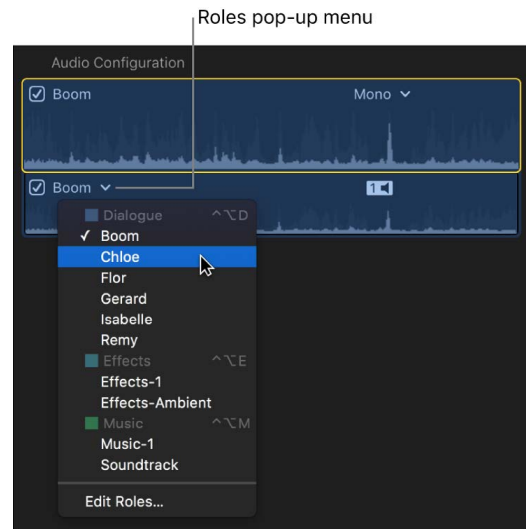 Roles pop-up menu
Audio Configuration
Boom Mono
Boom 1
Dialogue ⌃⌥D
✓ Boom
Chloe
Flor
Gerard
Isabelle
Remy
Effects ⌃⌥E
Effects-1
Effects-Ambient
Music ⌃⌥M
Music-1
Soundtrack
Edit Roles...